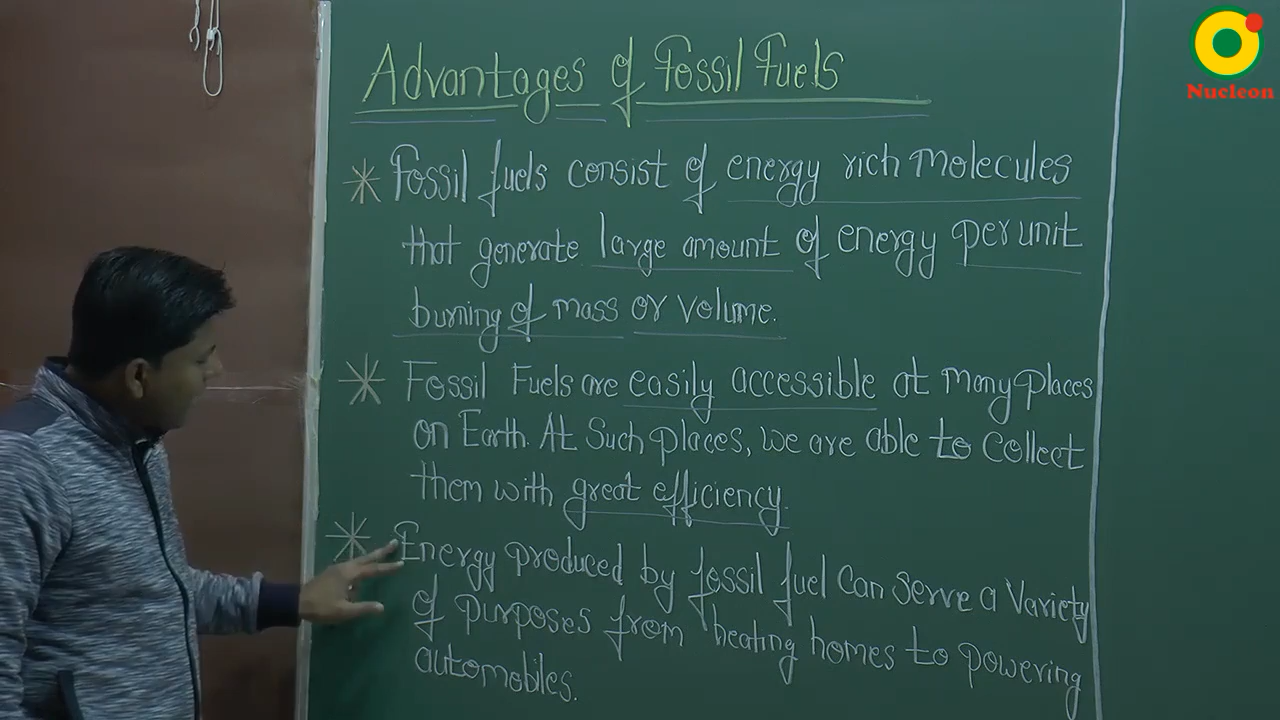 Nucleon
Advantages of Fossil Fuels
Fossil fuels consist of energy rich Molecules
that generate large amount of energy per unit
burning of mass or volume.
Fossil Fuels are easily accessible at Many Places
on Earth. At Such places, we are able to Collect
them with great efficiency.
Energy produced by fossil fuel Can serve a Variety
of purposes from heating homes to powering
automobiles.